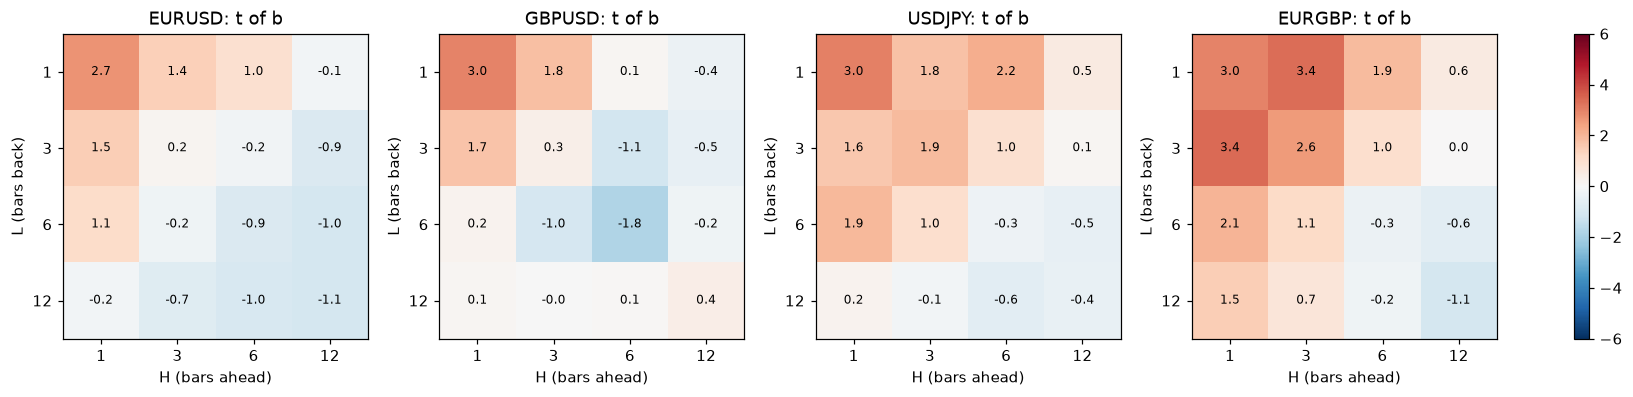 EURUSD: t of b
L (bars back)
1
3
6
12
2.7 1.4 1.0 -0.1
1.5 0.2 -0.2 -0.9
1.1 -0.2 -0.9 -1.0
-0.2 -0.7 -1.0 -1.1
1 3 6 12
H (bars ahead)
GBPUSD: t of b
L (bars back)
1
3
6
12
3.0 1.8 0.1 -0.4
1.7 0.3 -1.1 -0.5
0.2 -1.0 -1.8 -0.2
0.1 -0.0 0.1 0.4
1 3 6 12
H (bars ahead)
USDJPY: t of b
L (bars back)
1
3
6
12
3.0 1.8 2.2 0.5
1.6 1.9 1.0 0.1
1.9 1.0 -0.3 -0.5
0.2 -0.1 -0.6 -0.4
1 3 6 12
H (bars ahead)
EURGBP: t of b
L (bars back)
1
3
6
12
3.0 3.4 1.9 0.6
3.4 2.6 1.0 0.0
2.1 1.1 -0.3 -0.6
1.5 0.7 -0.2 -1.1
1 3 6 12
H (bars ahead)
6
4
2
0
−2
−4
−6